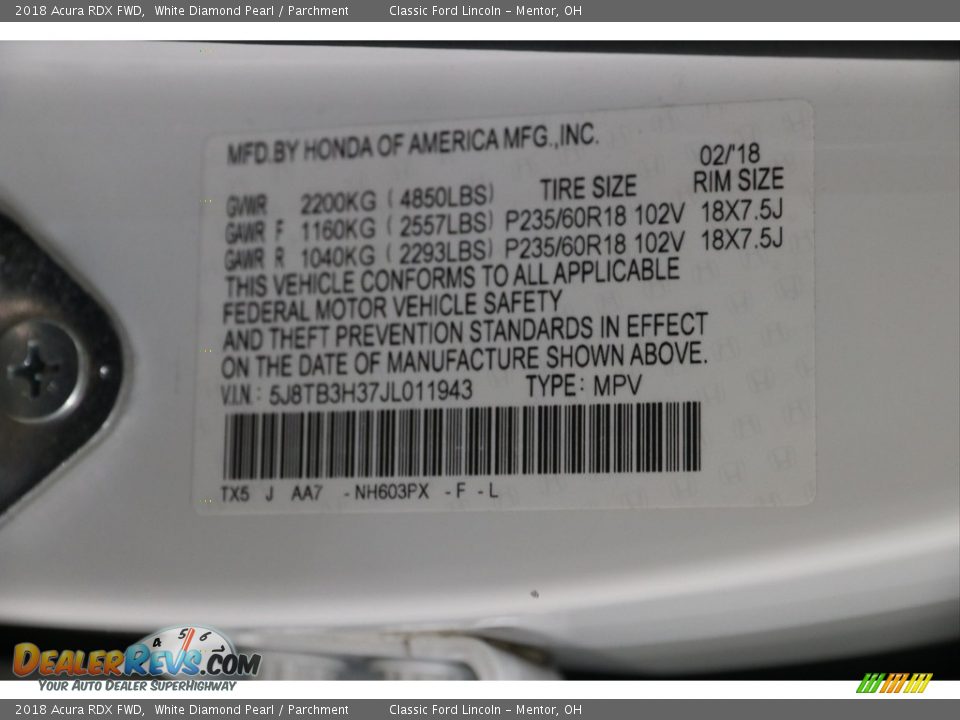 2018 Acura RDX FWD, White Diamond Pearl / Parchment Classic Ford Lincoln – Mentor, OH
MFD.BY HONDA OF AMERICA MFG.,INC.
02/'18
GVWR 2200KG ( 4850LBS) TIRE SIZE RIM SIZE
GAWR F 1160KG ( 2557LBS) P235/60R18 102V 18X7.5J
GAWR R 1040KG ( 2293LBS) P235/60R18 102V 18X7.5J
THIS VEHICLE CONFORMS TO ALL APPLICABLE
FEDERAL MOTOR VEHICLE SAFETY
AND THEFT PREVENTION STANDARDS IN EFFECT
ON THE DATE OF MANUFACTURE SHOWN ABOVE.
V.I.N.: 5J8TB3H37JL011943 TYPE: MPV
TX5 J AA7 -NH603PX -F -L
4 5 6
DEALERREVS.COM
YOUR AUTO DEALER SUPERHIGHWAY
2018 Acura RDX FWD, White Diamond Pearl / Parchment Classic Ford Lincoln – Mentor, OH